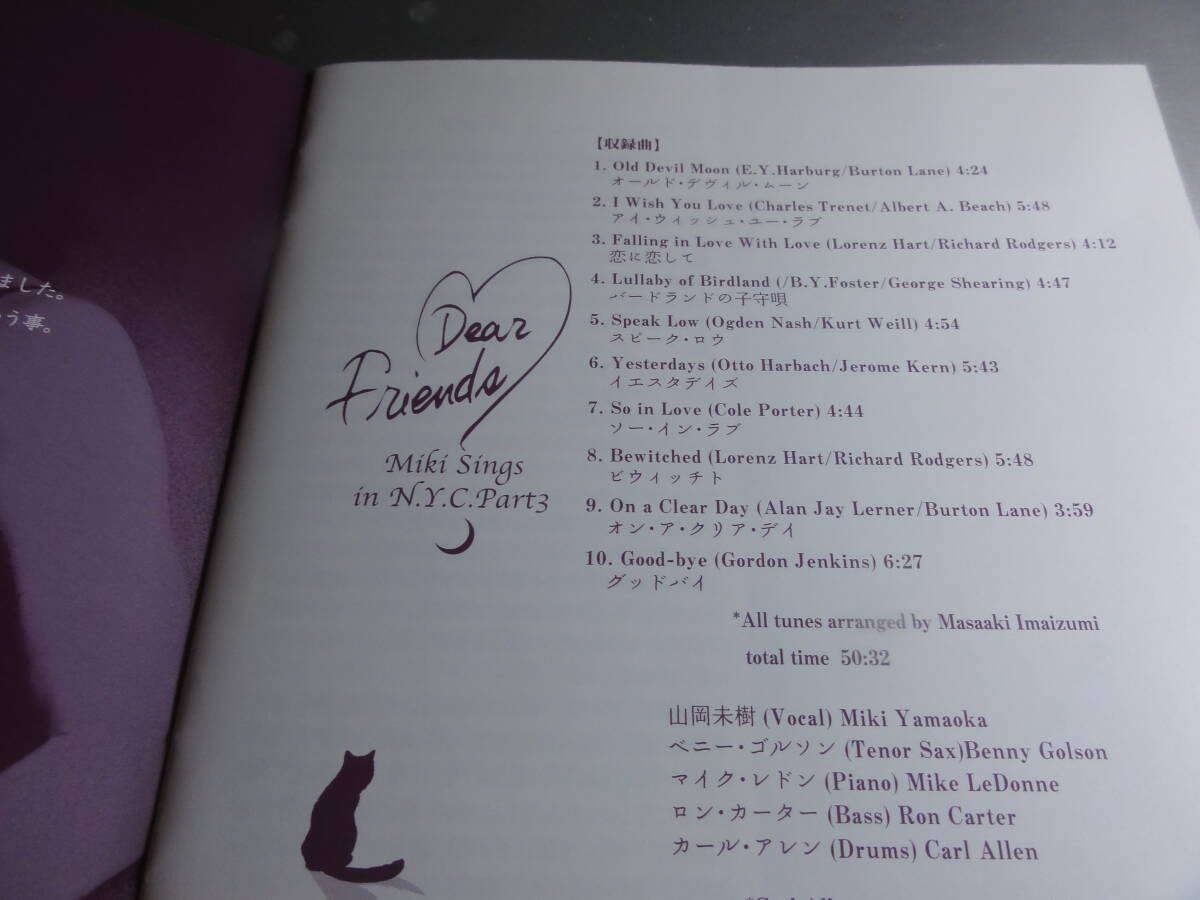 ました。
う事。
Dear
Friends
Miki Sings
in N.Y.C.Part3
【収録曲】
1. Old Devil Moon (E.Y.Harburg/Burton Lane) 4:24
オールド・デヴィル・ムーン
2. I Wish You Love (Charles Trenet/Albert A. Beach) 5:48
アイ・ウィッシュ・ユー・ラブ
3. Falling in Love With Love (Lorenz Hart/Richard Rodgers) 4:12
恋に恋して
4. Lullaby of Birdland (/B.Y.Foster/George Shearing) 4:47
バードランドの子守唄
5. Speak Low (Ogden Nash/Kurt Weill) 4:54
スピーク・ロウ
6. Yesterdays (Otto Harbach/Jerome Kern) 5:43
イエスタデイズ
7. So in Love (Cole Porter) 4:44
ソー・イン・ラブ
8. Bewitched (Lorenz Hart/Richard Rodgers) 5:48
ビウィッチト
9. On a Clear Day (Alan Jay Lerner/Burton Lane) 3:59
オン・ア・クリア・デイ
10. Good-bye (Gordon Jenkins) 6:27
グッドバイ
*All tunes arranged by Masaaki Imaizumi
total time 50:32
山岡未樹 (Vocal) Miki Yamaoka
ベニー・ゴルソン (Tenor Sax)Benny Golson
マイク・レドン (Piano) Mike LeDonne
ロン・カーター (Bass) Ron Carter
カール・アレン (Drums) Carl Allen